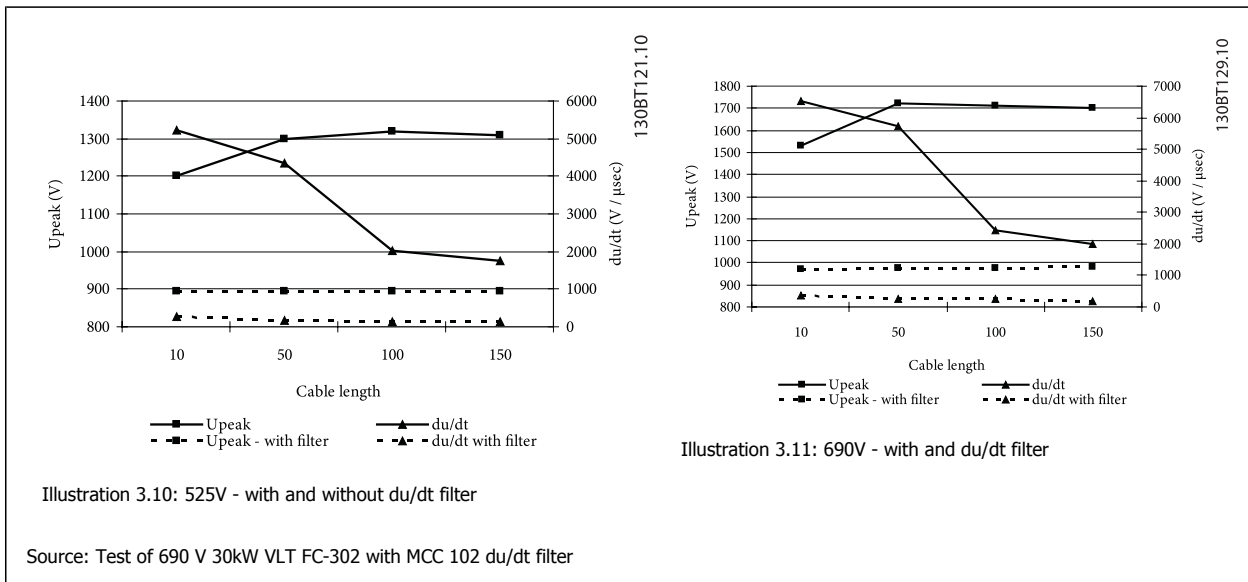 130BT121.10
1400
1300
1200
1100
1000
900
800
Upeak (V)
6000
5000
4000
3000
2000
1000
0
du/dt (V / μsec)
10 50 100 150
Cable length
Upeak du/dt
Upeak - with filter du/dt with filter
Illustration 3.10: 525V - with and without du/dt filter
130BT129.10
1800
1700
1600
1500
1400
1300
1200
1100
1000
900
800
Upeak (V)
7000
6000
5000
4000
3000
2000
1000
0
du/dt (V / μsec)
10 50 100 150
Cable length
Upeak du/dt
Upeak - with filter du/dt with filter
Illustration 3.11: 690V - with and du/dt filter
Source: Test of 690 V 30kW VLT FC-302 with MCC 102 du/dt filter